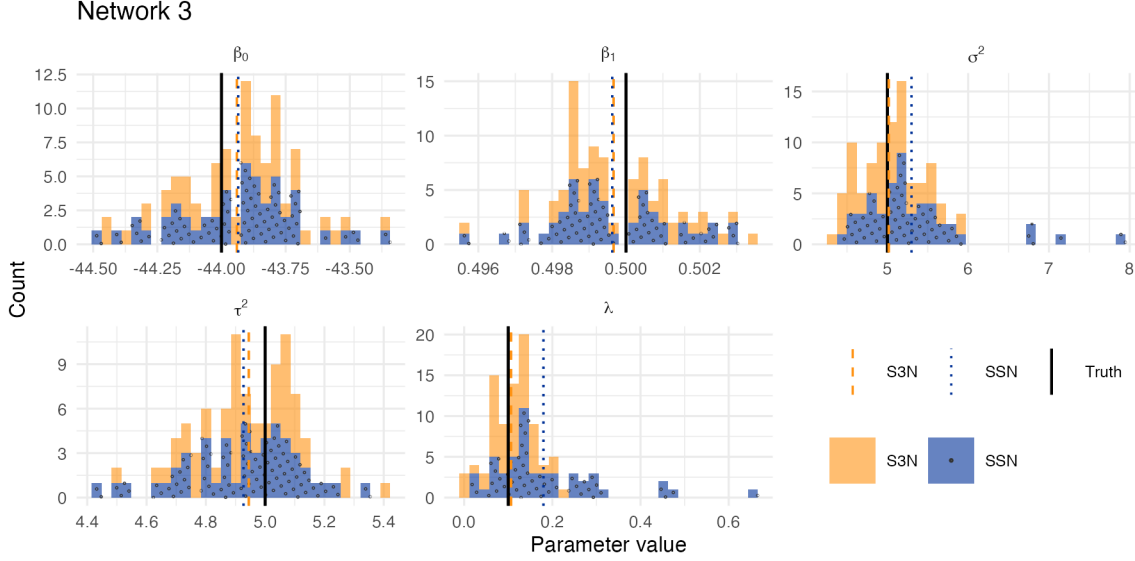 Network 3
β₀
β₁
σ²
12.5
10.0
7.5
5.0
2.5
0.0
-44.50 -44.25 -44.00 -43.75 -43.50
15
10
5
0
0.496 0.498 0.500 0.502
15
10
5
0
5 6 7 8
Count
τ²
λ
9
6
3
0
4.4 4.6 4.8 5.0 5.2 5.4
20
15
10
5
0
0.0 0.2 0.4 0.6
Parameter value
S3N SSN Truth
S3N SSN